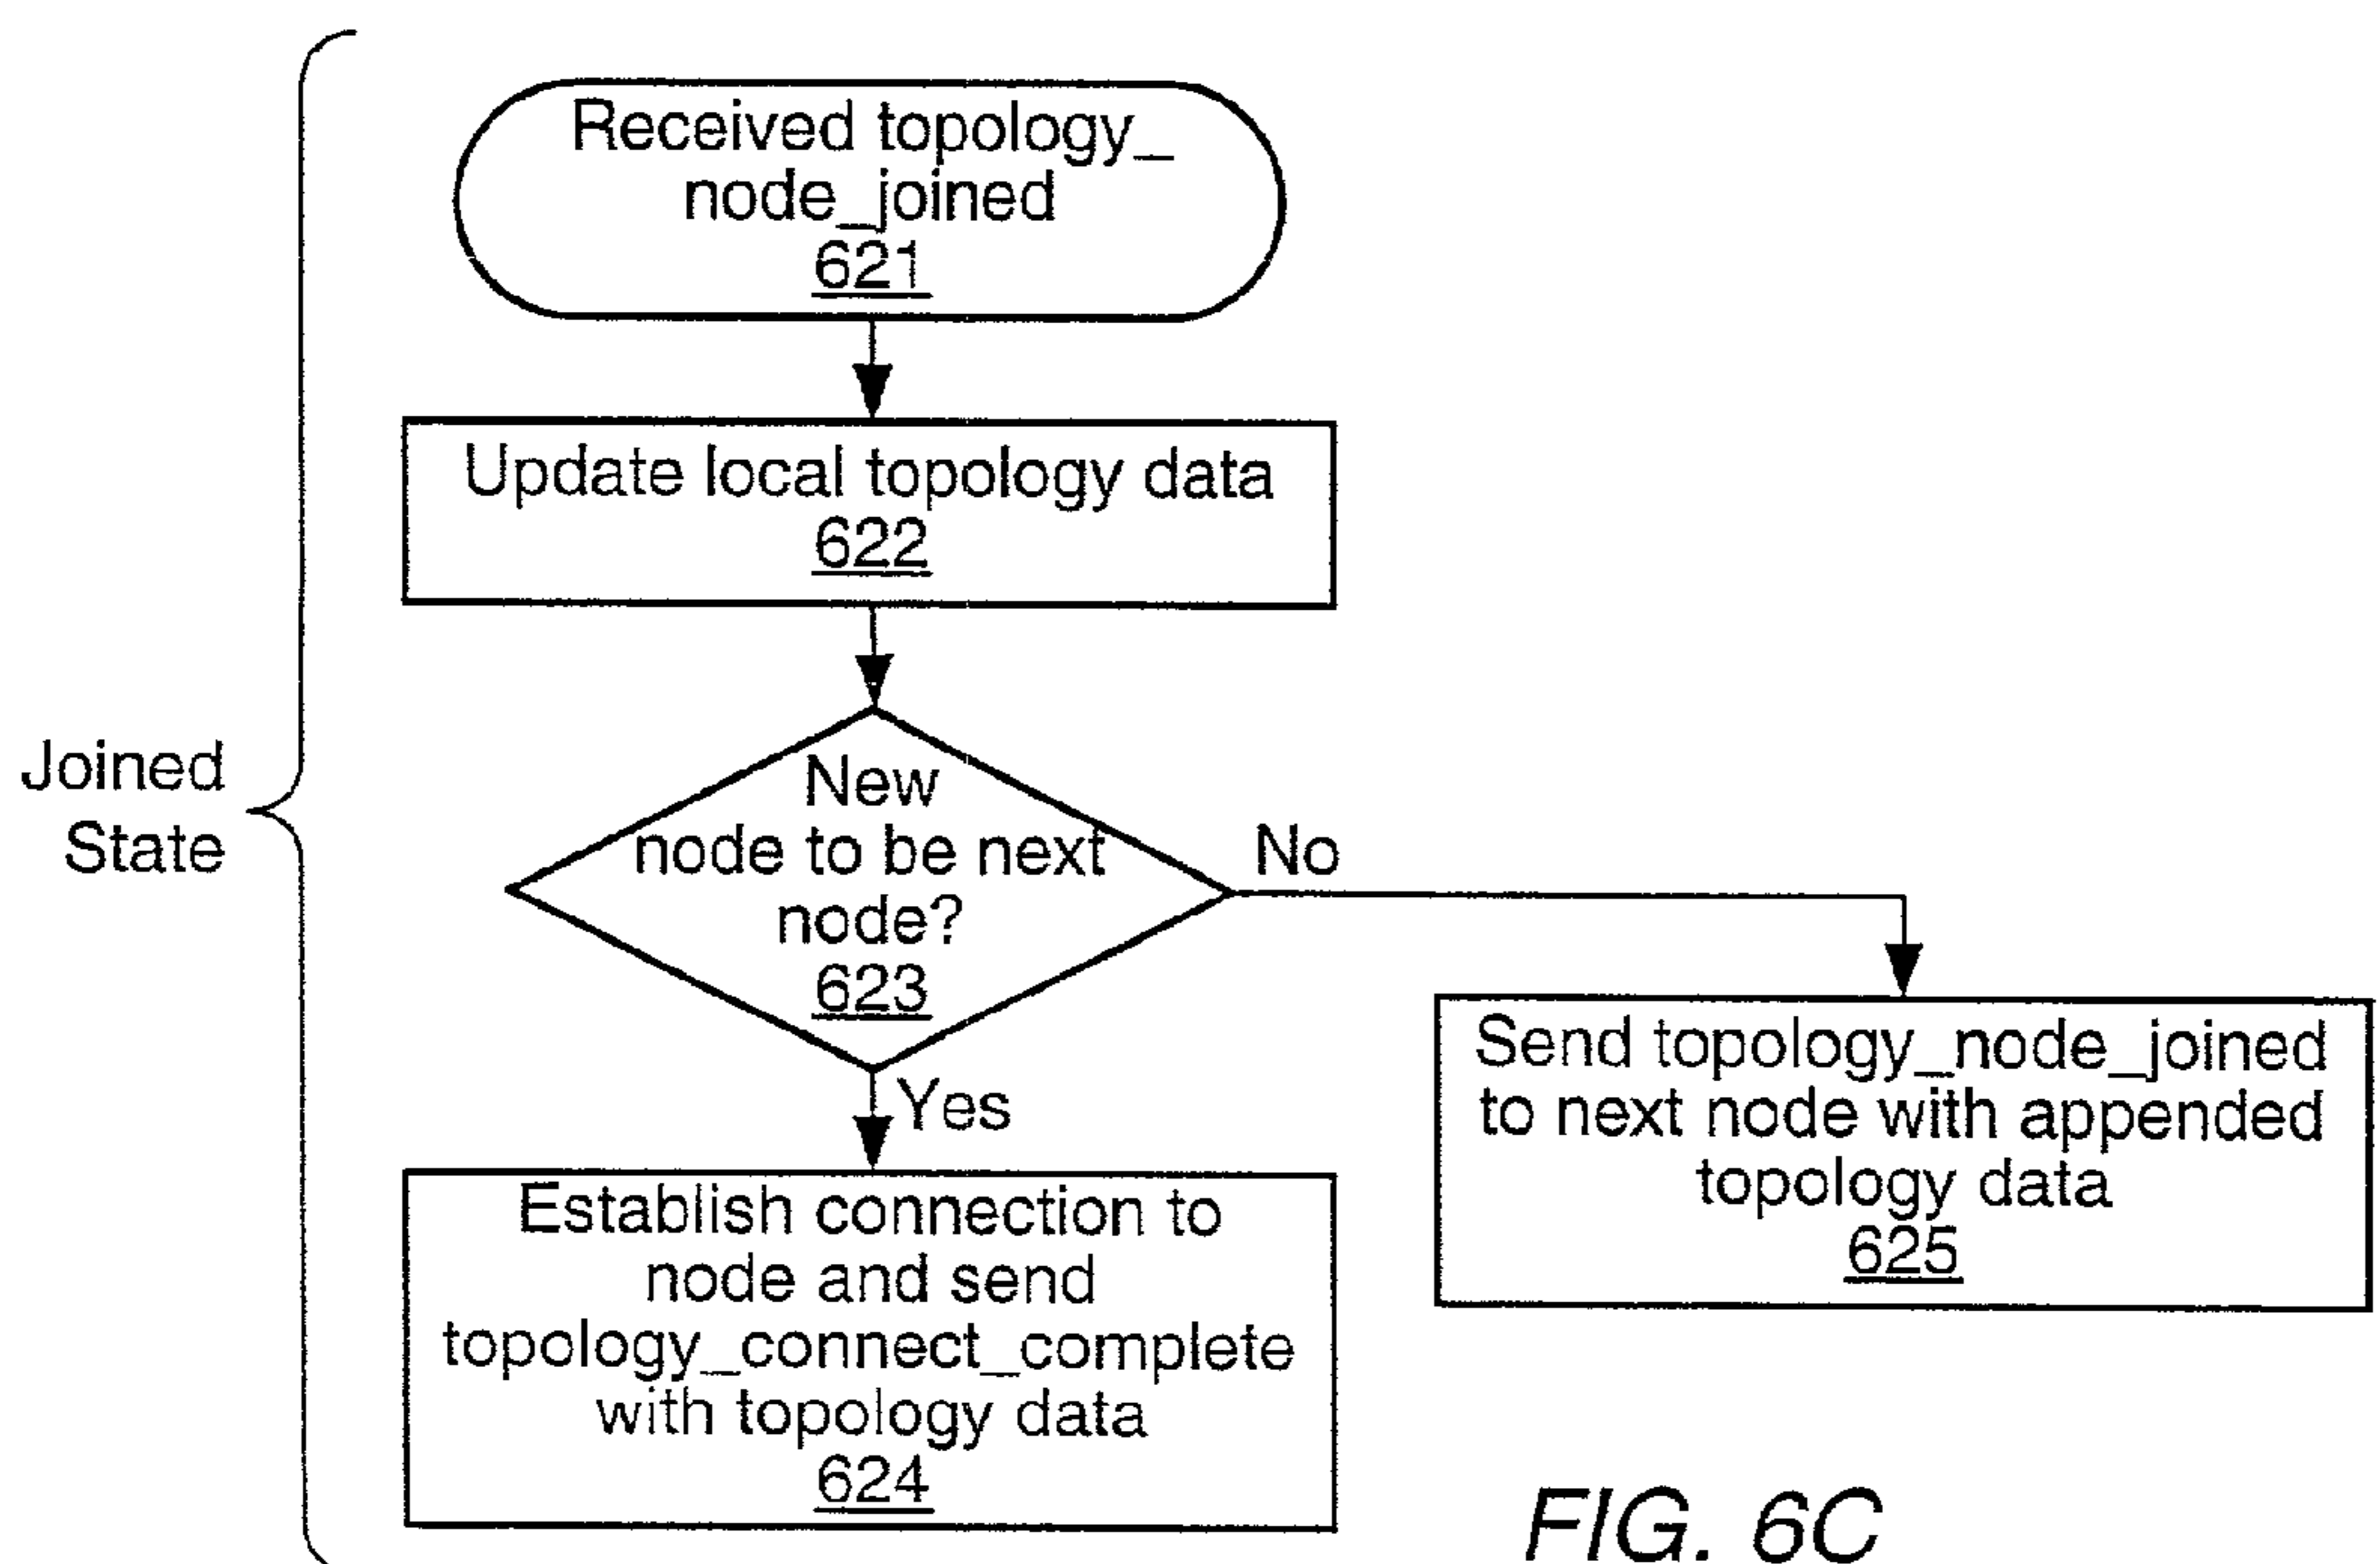 Received topology_
node_joined
621
Update local topology data
622
Joined
State
New
node to be next
node?
623
No
Yes
Send topology_node_joined
to next node with appended
topology data
625
Establish connection to
node and send
topology_connect_complete
with topology data
624
FIG. 6C